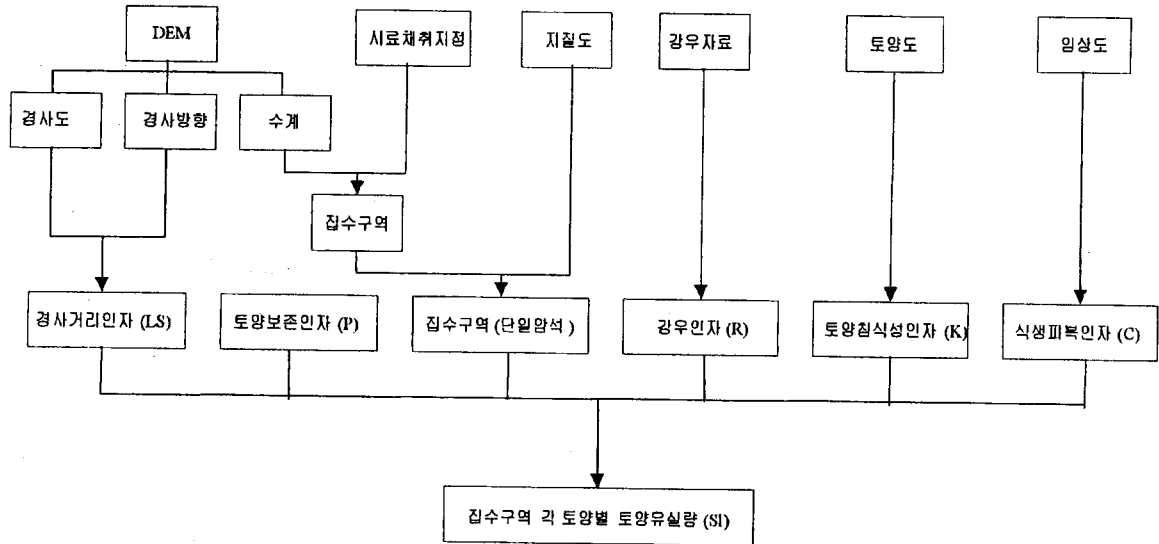 DEM
시료채취지점
지질도
강우자료
토양도
임상도
경사도
경사방향
수계
집수구역
경사거리인자 (LS)
토양보존인자 (P)
집수구역 (단일암석 )
강우인자 (R)
토양침식성인자 (K)
식생피복인자 (C)
집수구역 각 토양별 토양유실량 (Sl)